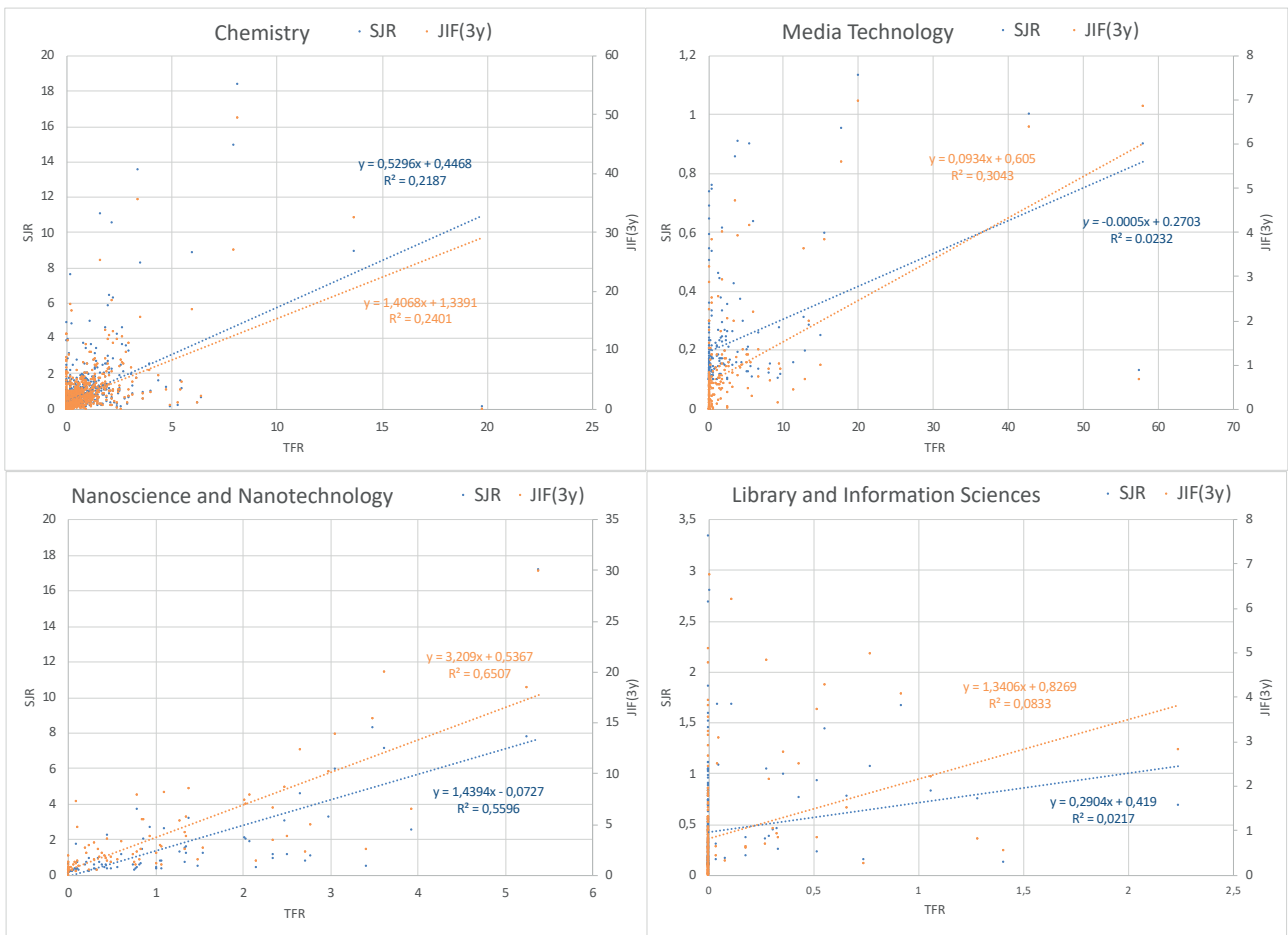 Chemistry
SJR
JIF(3y)
20
18
16
14
12
10
8
6
4
2
0
SJR
60
50
40
30
20
10
0
JIF(3y)
y = 0,5296x + 0,4468
R² = 0,2187
y = 1,4068x + 1,3391
R² = 0,2401
0
5
10
15
20
25
TFR
Media Technology
SJR
JIF(3y)
1,2
1
0,8
0,6
0,4
0,2
0
SJR
8
7
6
5
4
3
2
1
0
JIF(3y)
y = 0,0934x + 0,605
R² = 0,3043
y = -0.0005x + 0.2703
R² = 0.0232
0
10
20
30
40
50
60
70
TFR
Nanoscience and Nanotechnology
SJR
JIF(3y)
20
18
16
14
12
10
8
6
4
2
0
SJR
35
30
25
20
15
10
5
0
JIF(3y)
y = 3,209x + 0,5367
R² = 0,6507
y = 1,4394x - 0,0727
R² = 0,5596
0
1
2
3
4
5
6
TFR
Library and Information Sciences
SJR
JIF(3y)
3,5
3
2,5
2
1,5
1
0,5
0
SJR
8
7
6
5
4
3
2
1
0
JIF(3y)
y = 1,3406x + 0,8269
R² = 0,0833
y = 0,2904x + 0,419
R² = 0,0217
0
0,5
1
1,5
2
2,5
TFR